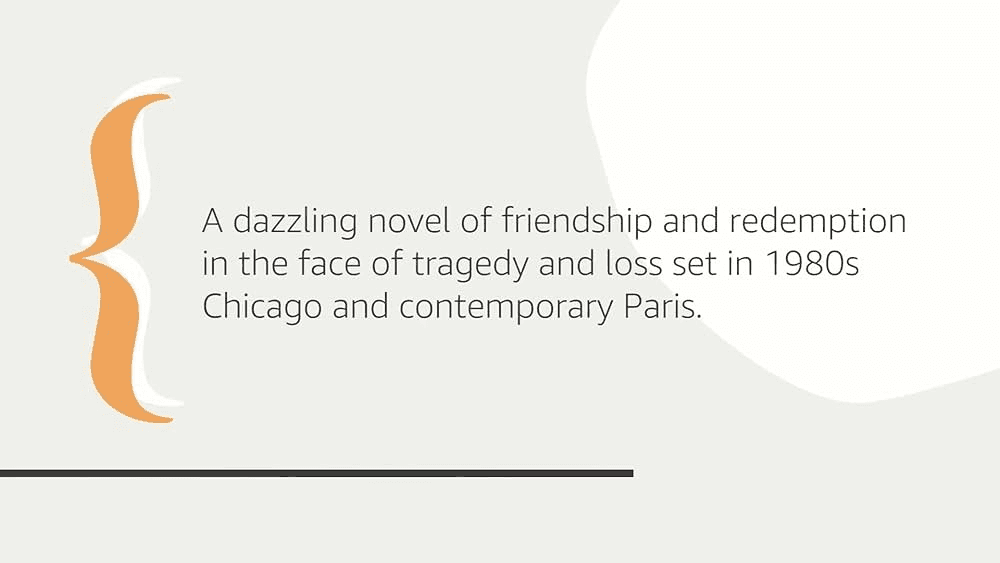 A dazzling novel of friendship and redemption
in the face of tragedy and loss set in 1980s
Chicago and contemporary Paris.